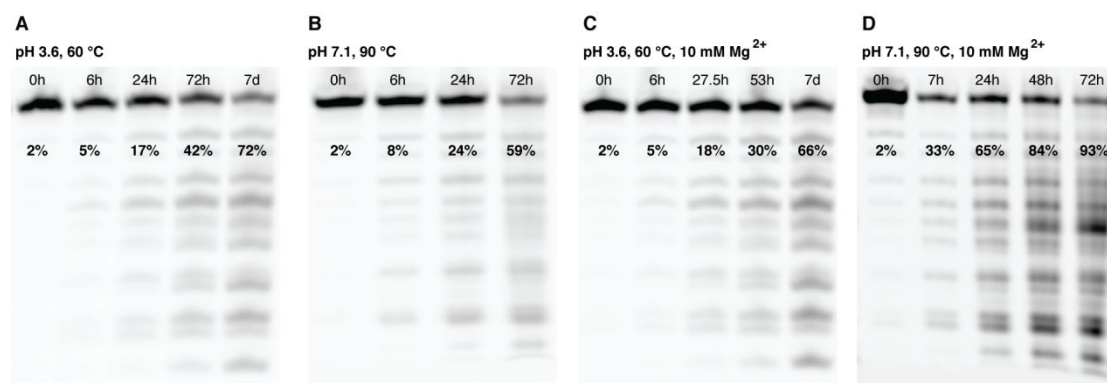 A
pH 3.6, 60 °C
0h 6h 24h 72h 7d
2% 5% 17% 42% 72%
B
pH 7.1, 90 °C
0h 6h 24h 72h
2% 8% 24% 59%
C
pH 3.6, 60 °C, 10 mM Mg2+
0h 6h 27.5h 53h 7d
2% 5% 18% 30% 66%
D
pH 7.1, 90 °C, 10 mM Mg2+
0h 7h 24h 48h 72h
2% 33% 65% 84% 93%